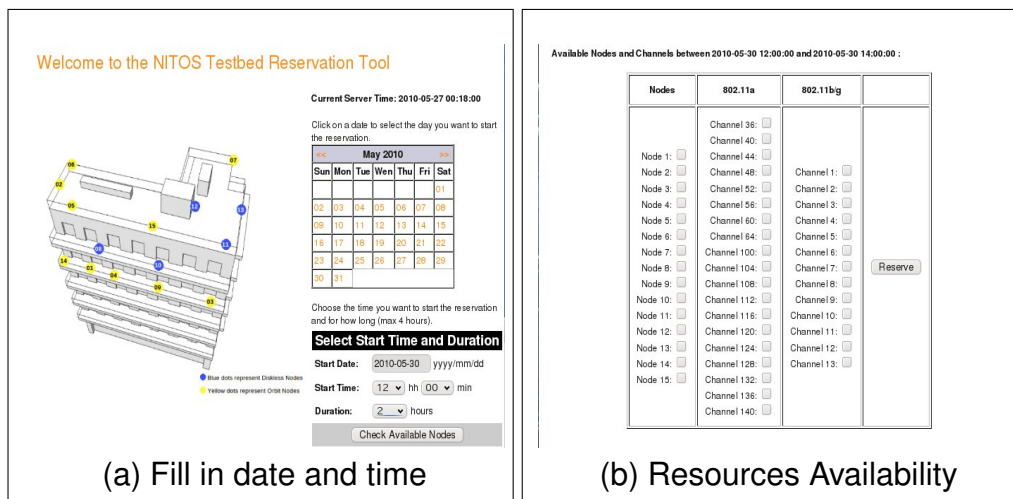 Welcome to the NITOS Testbed Reservation Tool
Current Server Time: 2010-05-27 00:18:00
Click on a date to select the day you want to start
the reservation.
<< May 2010 >>
Sun Mon Tue Wen Thu Fri Sat
01
02 03 04 05 06 07 08
09 10 11 12 13 14 15
16 17 18 19 20 21 22
23 24 25 26 27 28 29
30 31
06
07
02
05
15
11
10
14
01
04
09
03
Blue dots represent Diskless Nodes
Yellow dots represent Orbit Nodes
Choose the time you want to start the reservation
and for how long (max 4 hours).
Select Start Time and Duration
Start Date: 2010-05-30 yyyy/mm/dd
Start Time: 12 hh 00 min
Duration: 2 hours
Check Available Nodes
(a) Fill in date and time
Available Nodes and Channels between 2010-05-30 12:00:00 and 2010-05-30 14:00:00 :
Nodes 802.11a 802.11b/g
Node 1:
Node 2:
Node 3:
Node 4:
Node 5:
Node 6:
Node 7:
Node 8:
Node 9:
Node 10:
Node 11:
Node 12:
Node 13:
Node 14:
Node 15:
Channel 36:
Channel 40:
Channel 44:
Channel 48:
Channel 52:
Channel 56:
Channel 60:
Channel 64:
Channel 100:
Channel 104:
Channel 108:
Channel 112:
Channel 116:
Channel 120:
Channel 124:
Channel 128:
Channel 132:
Channel 136:
Channel 140:
Channel 1:
Channel 2:
Channel 3:
Channel 4:
Channel 5:
Channel 6:
Channel 7:
Channel 8:
Channel 9:
Channel 10:
Channel 11:
Channel 12:
Channel 13:
Reserve
(b) Resources Availability